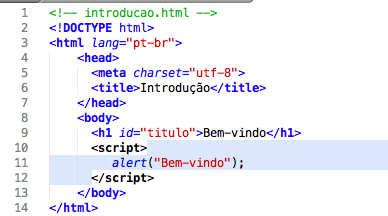 1 <!-- introducao.html -->
2 <!DOCTYPE html>
3 <html lang="pt-br">
4 <head>
5 <meta charset="utf-8">
6 <title>Introdução</title>
7 </head>
8 <body>
9 <h1 id="titulo">Bem-vindo</h1>
10 <script>
11 alert("Bem-vindo");
12 </script>
13 </body>
14 </html>